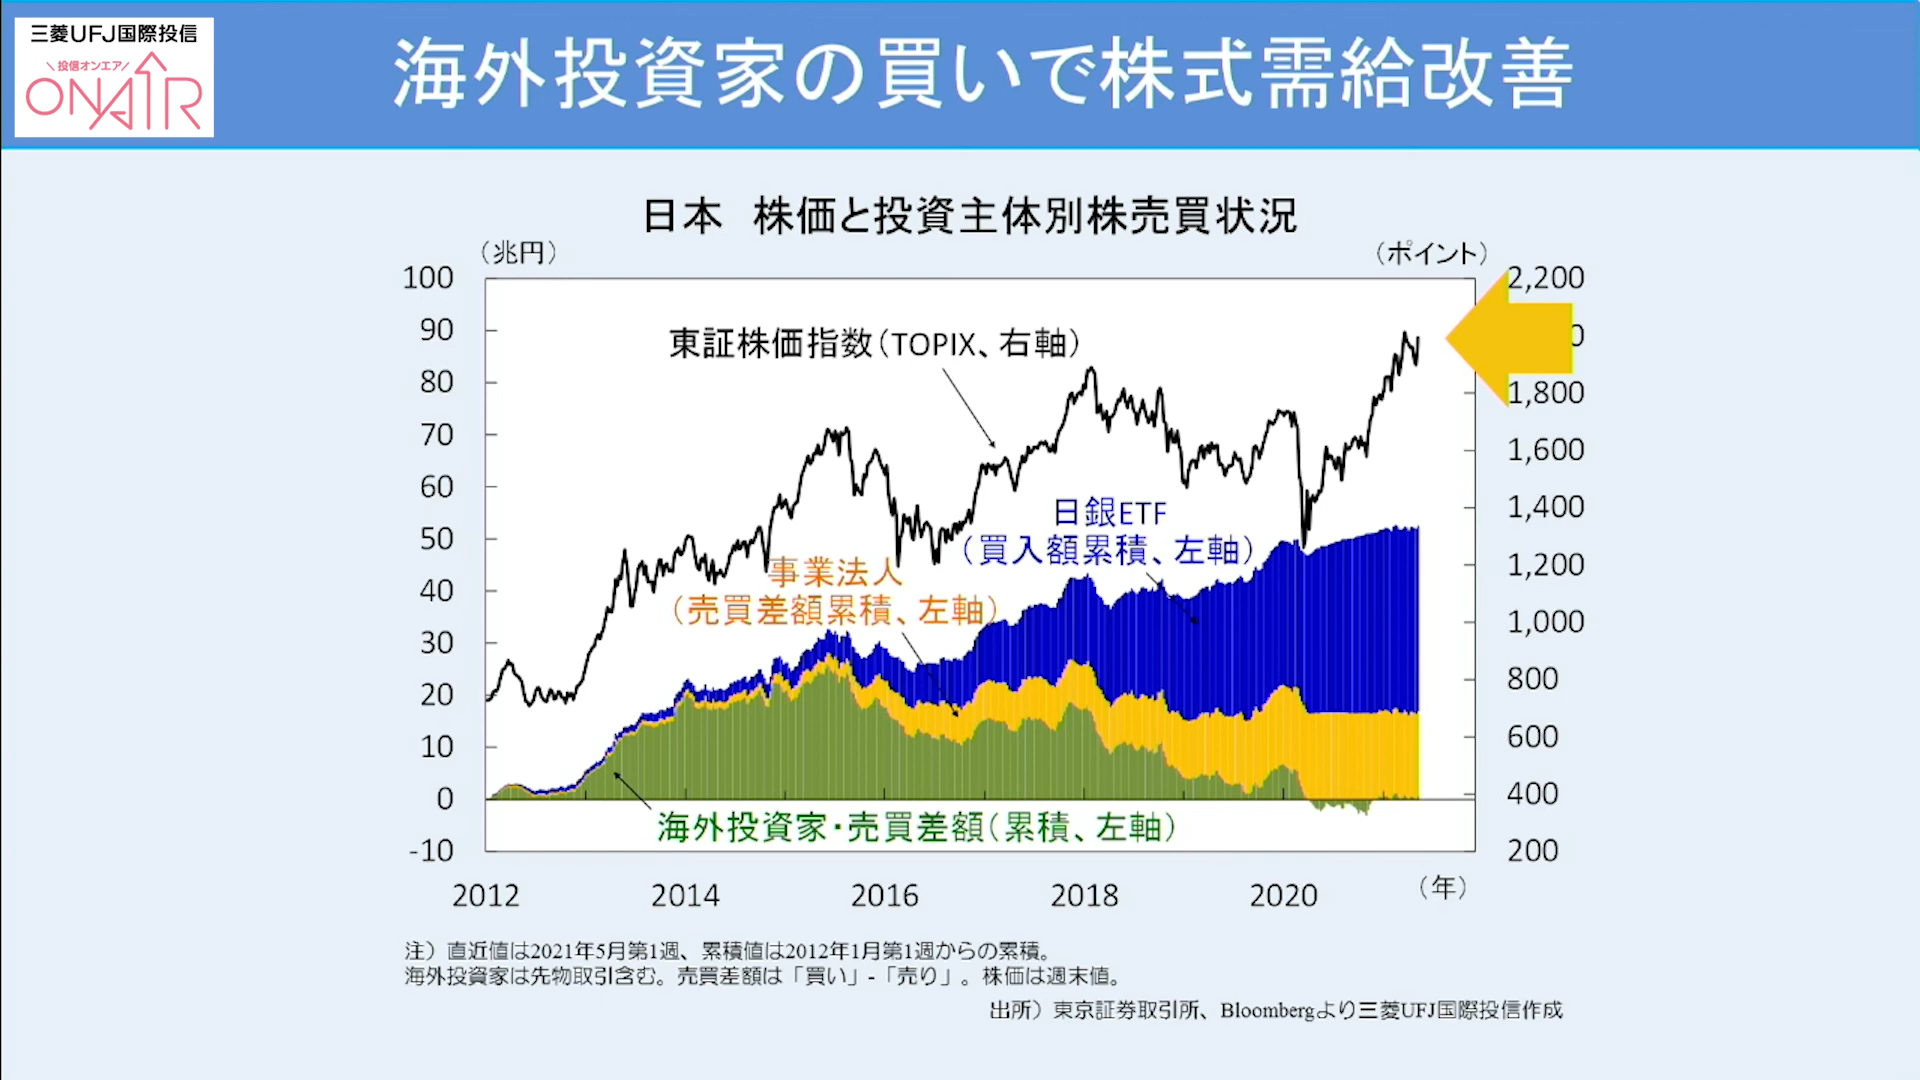 三菱UFJ国際投信
\投信オンエア/
ONAIR
海外投資家の買いで株式需給改善
日本 株価と投資主体別株売買状況
（兆円）
（ポイント）
100
90
80
70
60
50
40
30
20
10
0
-10
2,200
0
1,800
1,600
1,400
1,200
1,000
800
600
400
200
東証株価指数（TOPIX、右軸）
日銀ETF
（買入額累積、左軸）
事業法人
（売買差額累積、左軸）
海外投資家・売買差額（累積、左軸）
2012
2014
2016
2018
2020
（年）
注）直近値は2021年5月第1週、累積値は2012年1月第1週からの累積。
海外投資家は先物取引含む。売買差額は「買い」-「売り」。株価は週末値。
出所）東京証券取引所、Bloombergより三菱UFJ国際投信作成